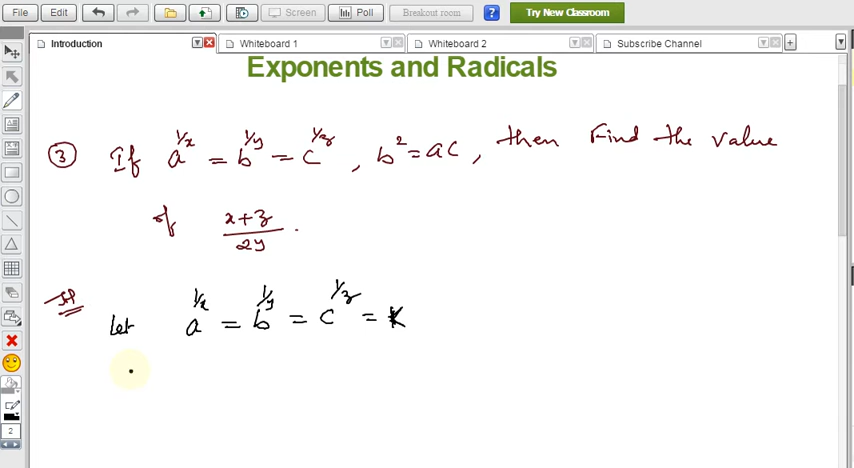 File Edit Screen Poll Breakout room ? Try New Classroom
Introduction Whiteboard 1 Whiteboard 2 Subscribe Channel
Exponents and Radicals
③ If a^{1/x} = b^{1/y} = c^{1/z}, b² = ac, then Find the value
of (x+z)/(2y).
Sol
Let a^{1/x} = b^{1/y} = c^{1/z} = K
2